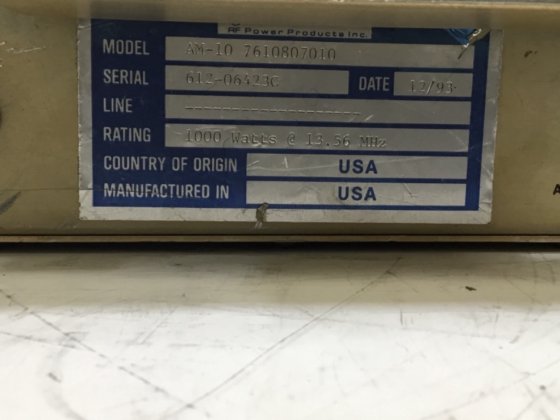 RF Power Products Inc.
MODEL AM-10 7610807010
SERIAL 612-06423C DATE 12/93
LINE --------------------
RATING 1000 Watts @ 13.56 MHz
COUNTRY OF ORIGIN USA
MANUFACTURED IN USA
A